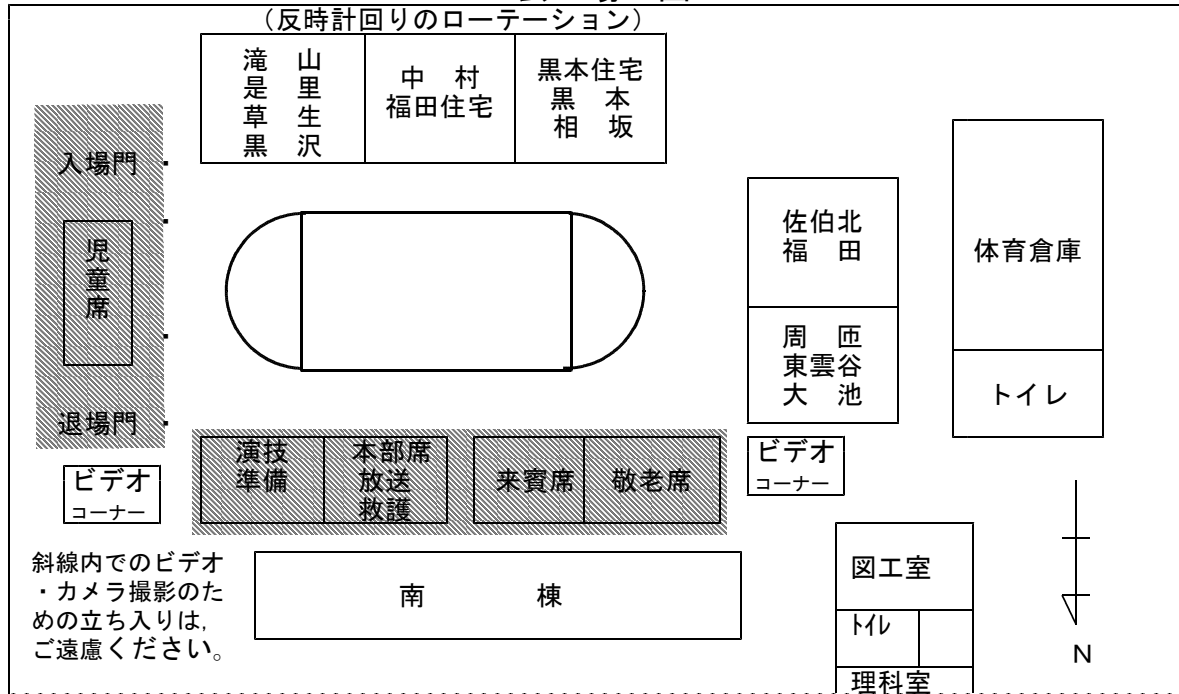 (反時計回りのローテーション)
滝 山
是 里
草 生
黒 沢
中 村
福田住宅
黒本住宅
黒 本
相 坂
入場門
児童席
退場門
佐伯北
福 田
周 匝
東雲谷
大 池
体育倉庫
トイレ
演技
準備
本部席
放送
救護
来賓席
敬老席
ビデオ
コーナー
ビデオ
コーナー
斜線内でのビデオ
・カメラ撮影のた
めの立ち入りは,
ご遠慮ください。
南 棟
図工室
トイレ
理科室
N